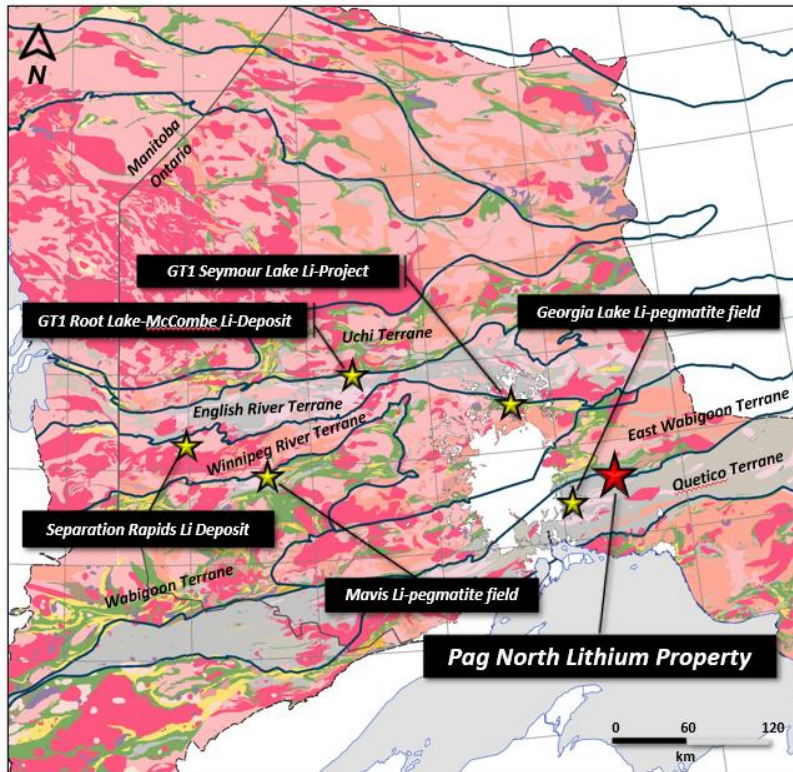 N
Manitoba
Ontario
GT1 Seymour Lake Li-Project
GT1 Root Lake-McCombe Li-Deposit
Georgia Lake Li-pegmatite field
Uchi Terrane
English River Terrane
Winnipeg River Terrane
East Wabigoon Terrane
Quetico Terrane
Separation Rapids Li Deposit
Wabigoon Terrane
Mavis Li-pegmatite field
Pag North Lithium Property
0 60 120
km